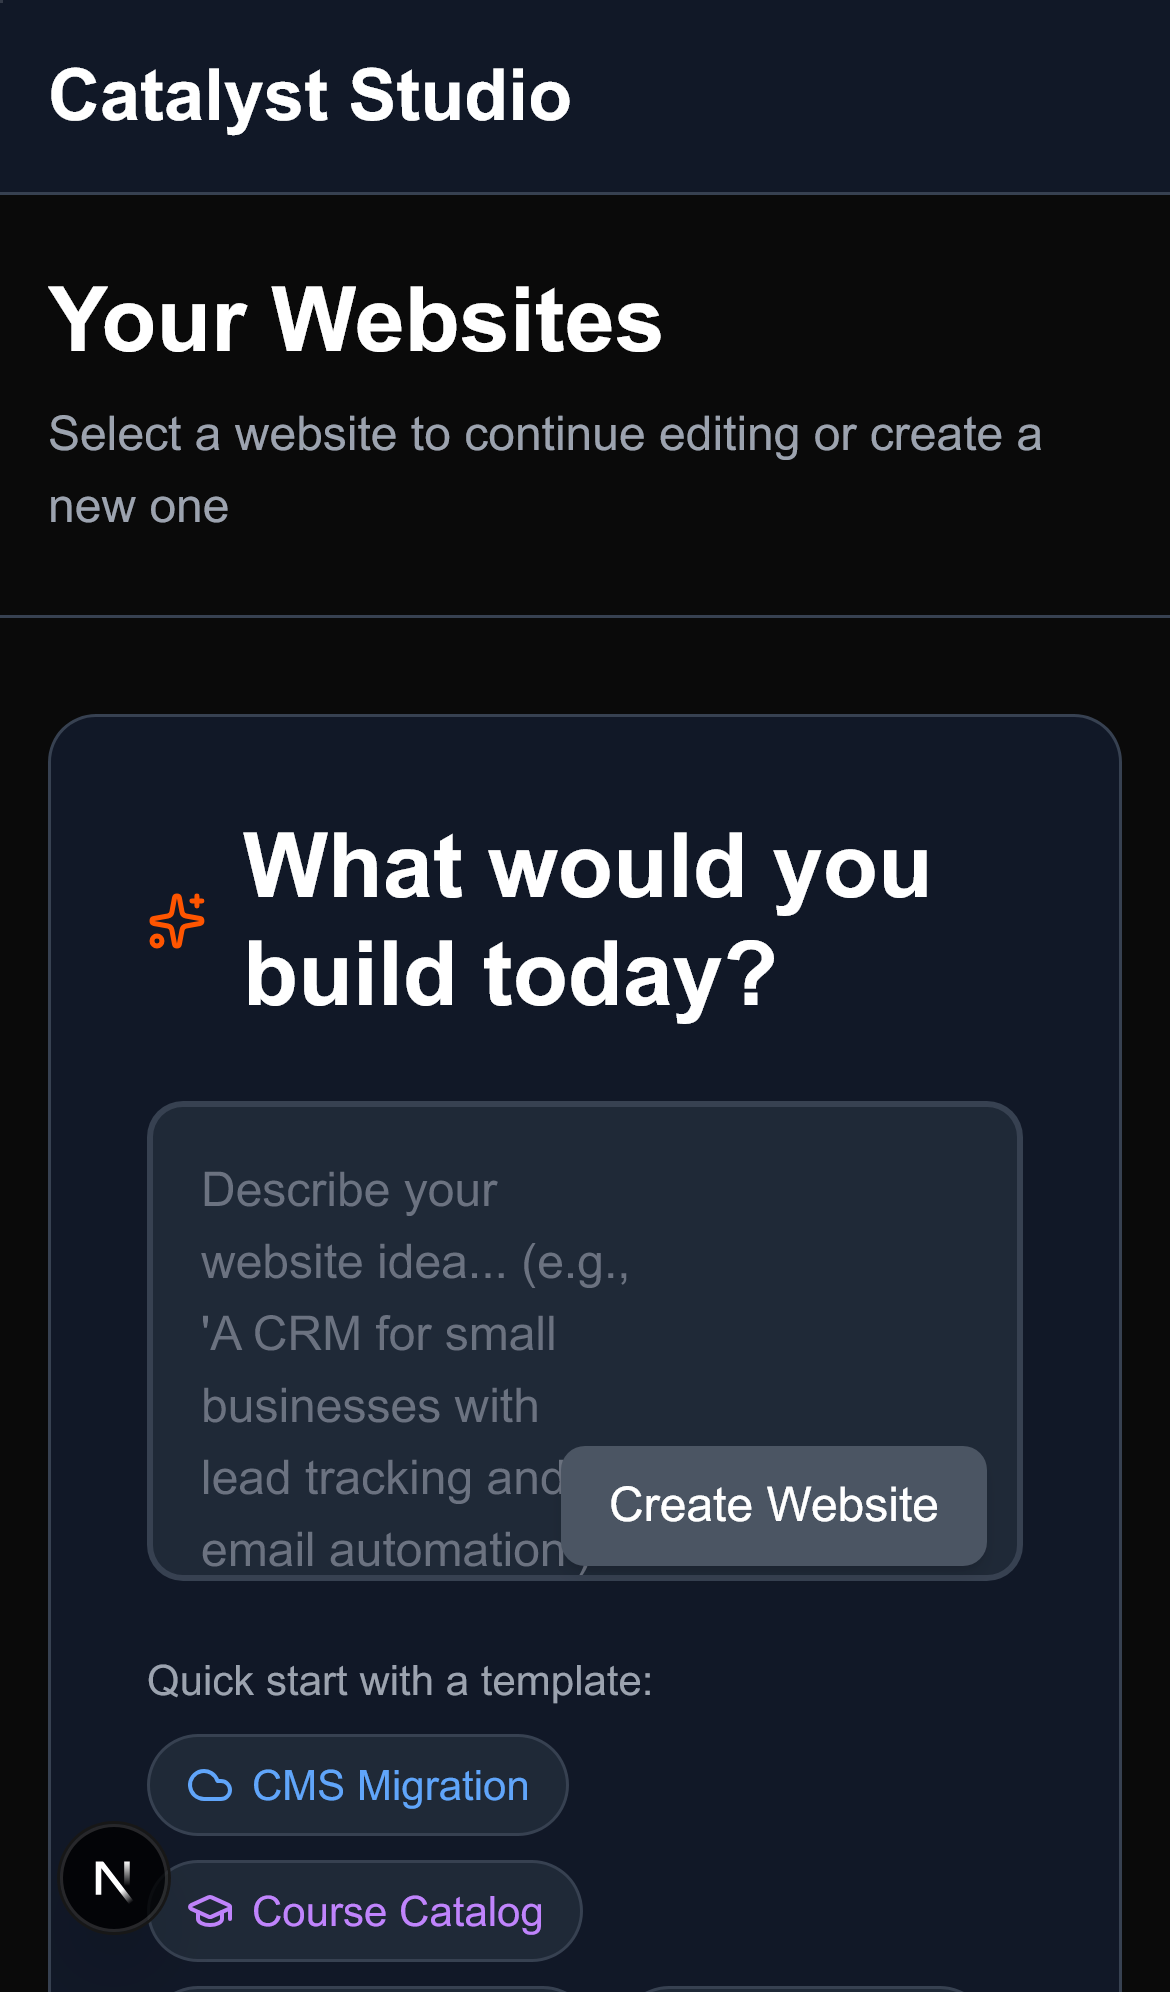 Catalyst Studio
Your Websites
Select a website to continue editing or create a
new one
What would you
build today?
Describe your
website idea... (e.g.,
'A CRM for small
businesses with
lead tracking and
email automation')
Create Website
Quick start with a template:
CMS Migration
N
Course Catalog